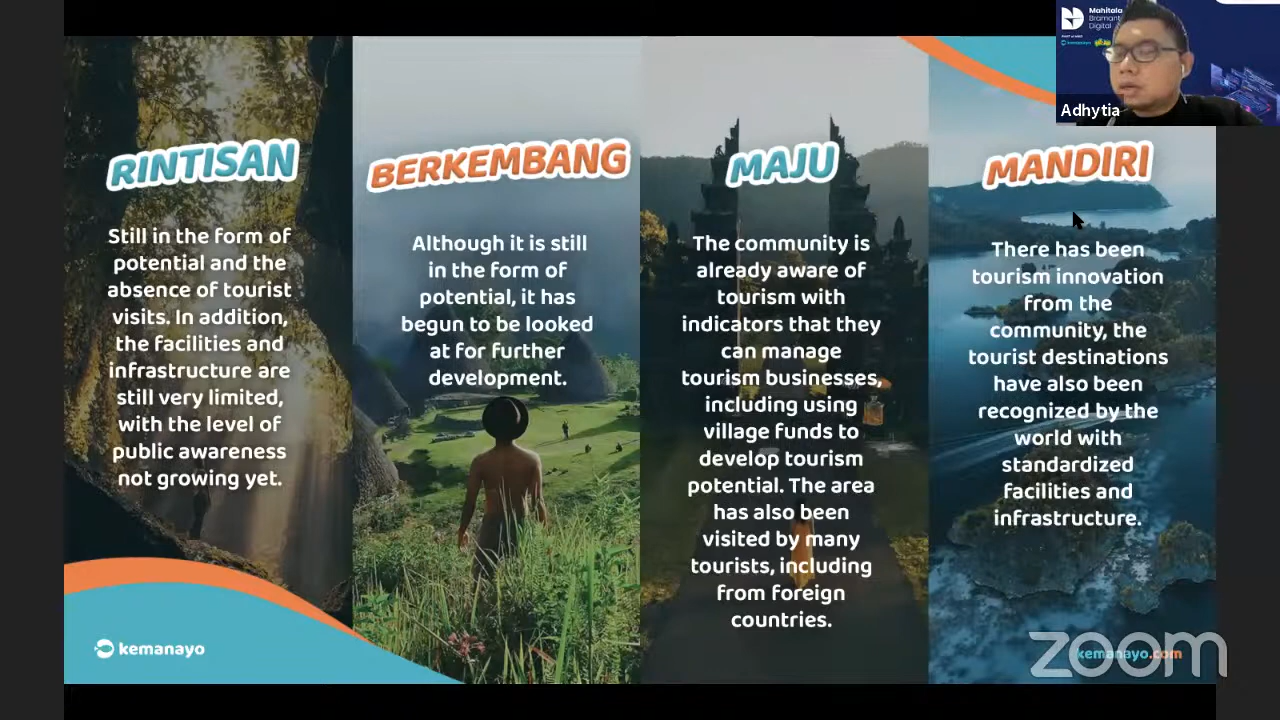 RINTISAN
Still in the form of
potential and the
absence of tourist
visits. In addition,
the facilities and
infrastructure are
still very limited,
with the level of
public awareness
not growing yet.
BERKEMBANG
Although it is still
in the form of
potential, it has
begun to be looked
at for further
development.
MAJU
The community is
already aware of
tourism with
indicators that they
can manage
tourism businesses,
including using
village funds to
develop tourism
potential. The area
has also been
visited by many
tourists, including
from foreign
countries.
MANDIRI
There has been
tourism innovation
from the
community, the
tourist destinations
have also been
recognized by the
world with
standardized
facilities and
infrastructure.
Mahitala
Bramant
Digital
kemanayo
Adhytia
kemanayo
kemanayo.com
zoom